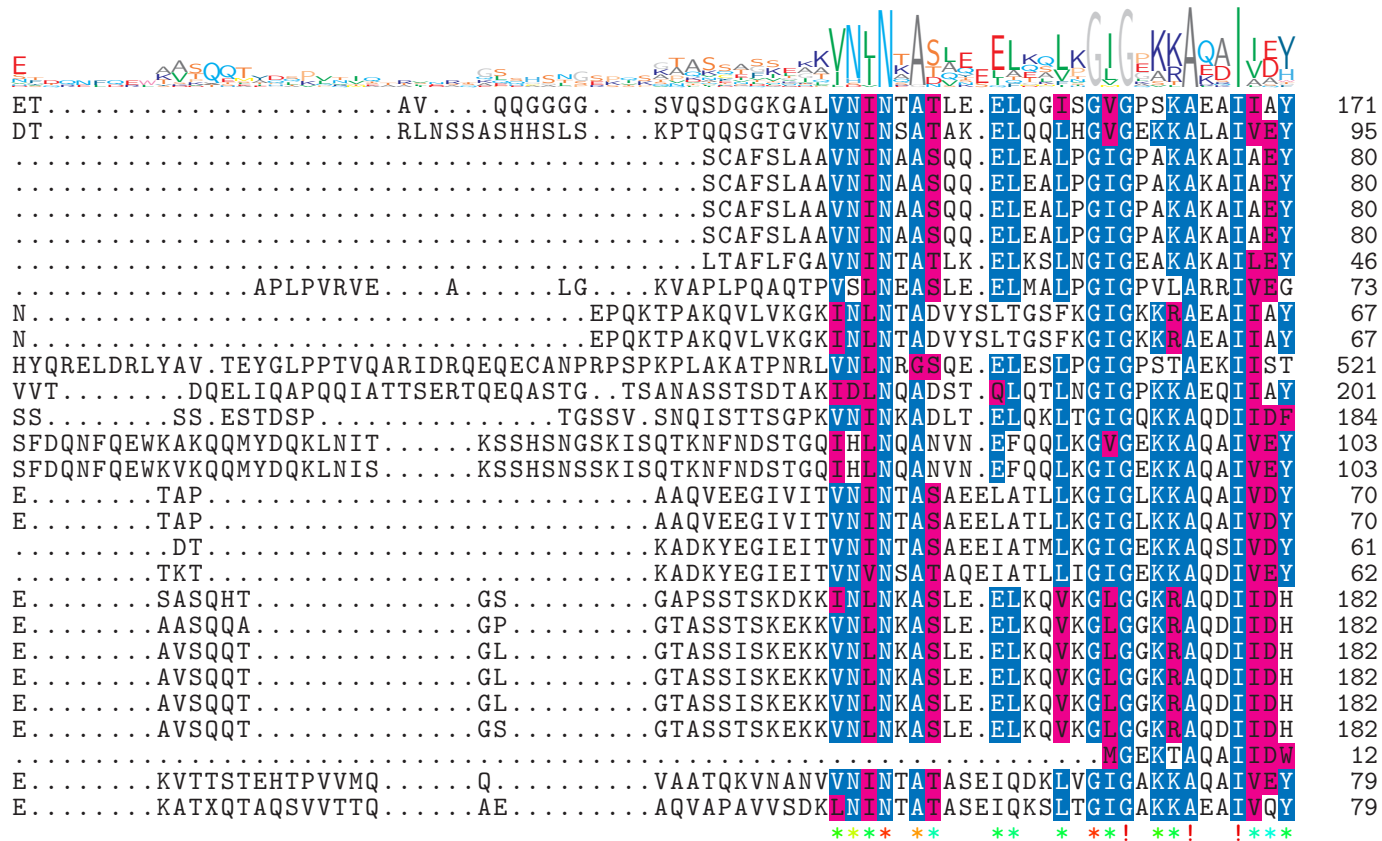 ET......................AV....QQGGGG....SVQSDGGKGALVNINTATLE.ELQGISGVGPSKAEAIIAY 171
DT......................RLNSSASHHSLS....KPTQQSGTGVKVNINSATAK.ELQQLHGVGEKKALAIVEY 95
...........................................SCAFSLAAVNINAASQQ.ELEALPGIGPAKAKAIAEY 80
...........................................SCAFSLAAVNINAASQQ.ELEALPGIGPAKAKAIAEY 80
...........................................SCAFSLAAVNINAASQQ.ELEALPGIGPAKAKAIAEY 80
...........................................SCAFSLAAVNINAASQQ.ELEALPGIGPAKAKAIAEY 80
...........................................LTAFLFGAVNINTATLK.ELKSLNGIGEAKAKAILEY 46
...............APLPVRVE....A......LG....KVAPLPQAQTPVSLNEASLE.ELMALPGIGPVLARRIVEG 73
N...................................EPQKTPAKQVLVKGKINLNTADVYSLTGSFKGIGKKRAEAIIAY 67
N...................................EPQKTPAKQVLVKGKINLNTADVYSLTGSFKGIGKKRAEAIIAY 67
HYQRELDRLYAV.TEYGLPPTVQARIDRQEQECANPRPSPKPLAKATPNRLVNLNRGSQE.ELESLPGIGPSTAEKIIST 521
VVT........DQELIQAPQQIATTSERTQEQASTG..TSANASSTSDTAKIDLNQADST.QLQTLNGIGPKKAEQIIAY 201
SS........SS.ESTDSP...............TGSSV.SNQISTTSGPKVNINKADLT.ELQKLTGIGQKKAQDIIDF 184
SFDQNFQEWKAKQQMYDQKLNIT......KSSHSNGSKISQTKNFNDSTGQIHLNQANVN.EFQQLKGVGEKKAQAIVEY 103
SFDQNFQEWKVKQQMYDQKLNIS......KSSHSNSSKISQTKNFNDSTGQIHLNQANVN.EFQQLKGIGEKKAQAIVEY 103
E........TAP............................AAQVEEGIVITVNINTASAEELATLLKGIGLKKAQAIVDY 70
E........TAP............................AAQVEEGIVITVNINTASAEELATLLKGIGLKKAQAIVDY 70
..........DT............................KADKYEGIEITVNINTASAEEIATMLKGIGEKKAQSIVDY 61
.........TKT............................KADKYEGIEITVNVNSATAQEIATLLIGIGEKKAQDIVEY 62
E........SASQHT..............GS.........GAPSSTSKDKKINLNKASLE.ELKQVKGLGGKRAQDIIDH 182
E........AASQQA..............GP.........GTASSTSKEKKVNLNKASLE.ELKQVKGLGGKRAQDIIDH 182
E........AVSQQT..............GL.........GTASSISKEKKVNLNKASLE.ELKQVKGLGGKRAQDIIDH 182
E........AVSQQT..............GL.........GTASSISKEKKVNLNKASLE.ELKQVKGLGGKRAQDIIDH 182
E........AVSQQT..............GL.........GTASSISKEKKVNLNKASLE.ELKQVKGLGGKRAQDIIDH 182
E........AVSQQT..............GS.........GTASSTSKEKKVNLNKASLE.ELKQVKGLGGKRAQDIIDH 182
....................................................................MGEKTAQAIIDW 12
E........KVTTSTEHTPVVMQ......Q..........VAATQKVNANVVNINTATASEIQDKLVGIGAKKAQAIVEY 79
E........KATXQTAQSVVTTQ......AE.........AQVAPAVVSDKLNINTATASEIQKSLTGIGAKKAEAIVQY 79
**** ** ** * **! **! !***